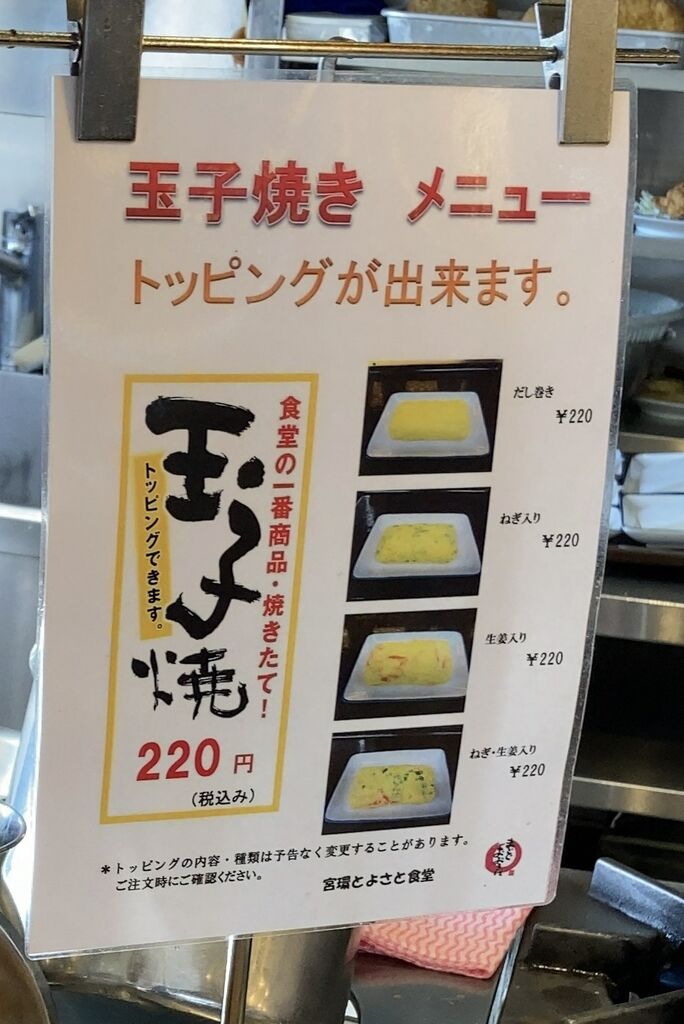 玉子焼き メニュー
トッピングが出来ます。
食堂の一番商品・焼きたて！
玉子焼
トッピングできます。
220 円
（税込み）
だし巻き
￥220
ねぎ入り
￥220
生姜入り
￥220
ねぎ・生姜入り
￥220
＊トッピングの内容・種類は予告なく変更することがあります。
ご注文時にご確認ください。
宮環とよさと食堂